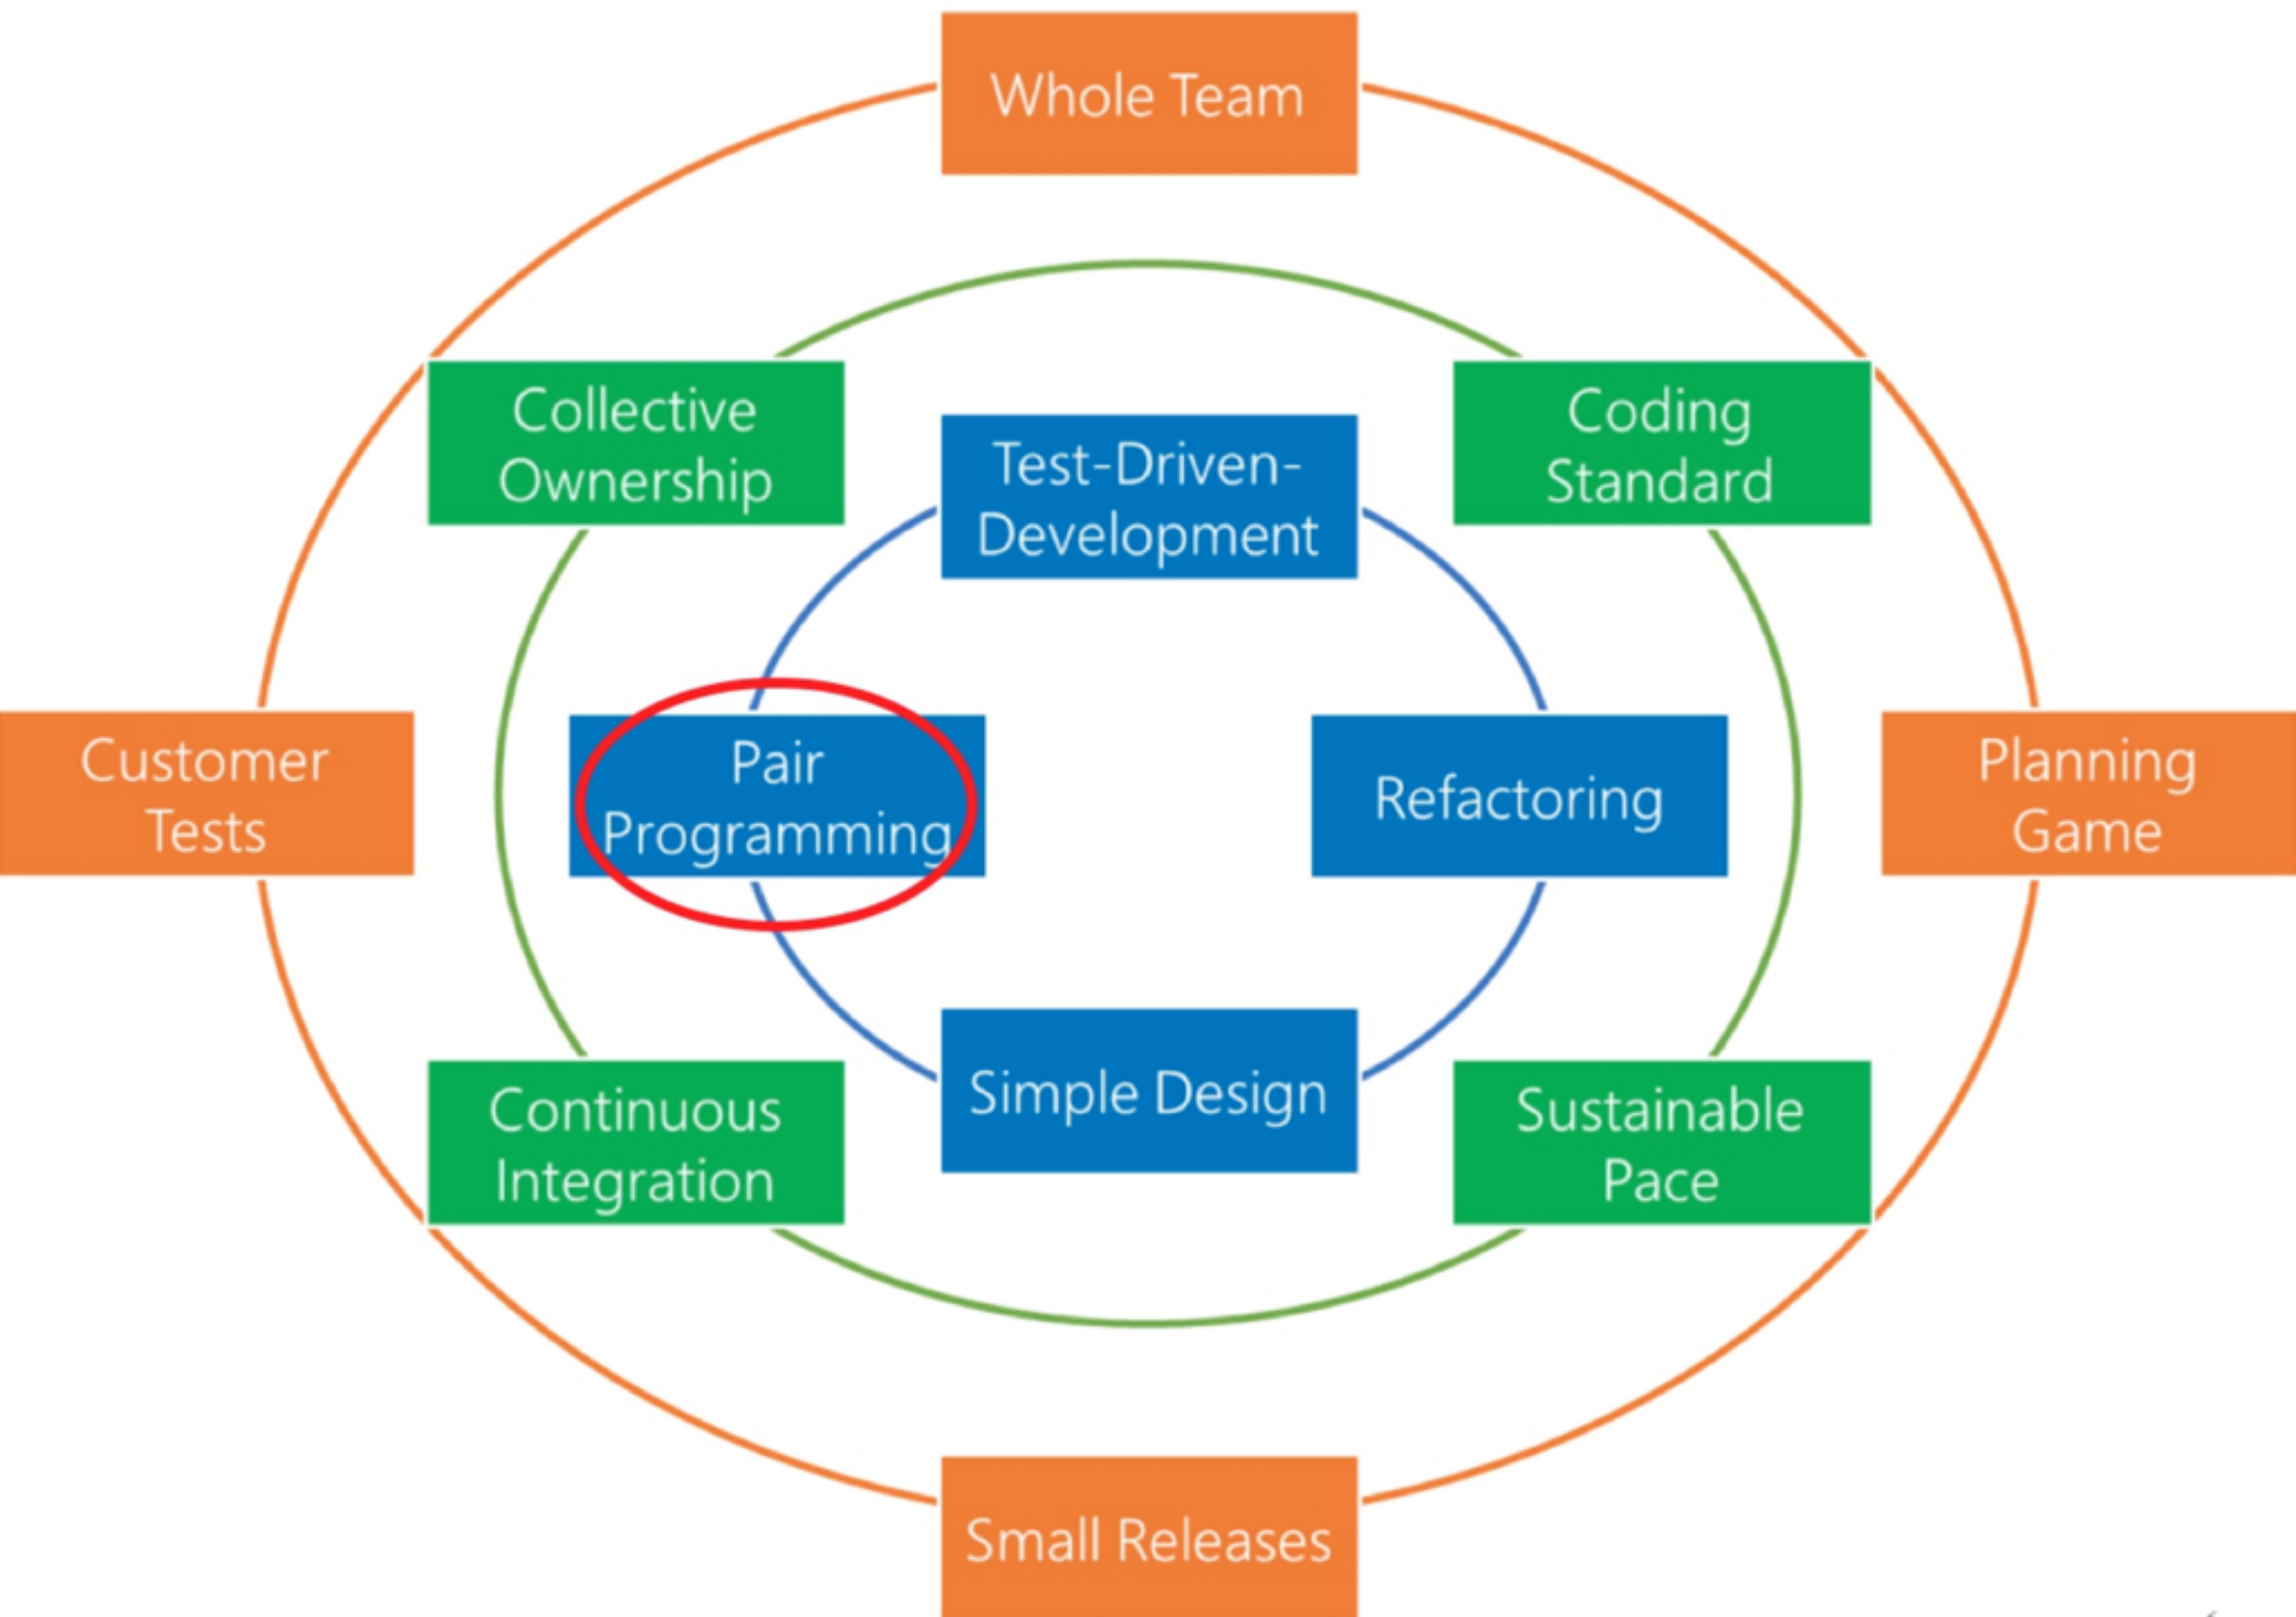 Whole Team
Collective
Ownership
Coding
Standard
Test-Driven-
Development
Customer
Tests
Pair
Programming
Refactoring
Planning
Game
Continuous
Integration
Simple Design
Sustainable
Pace
Small Releases